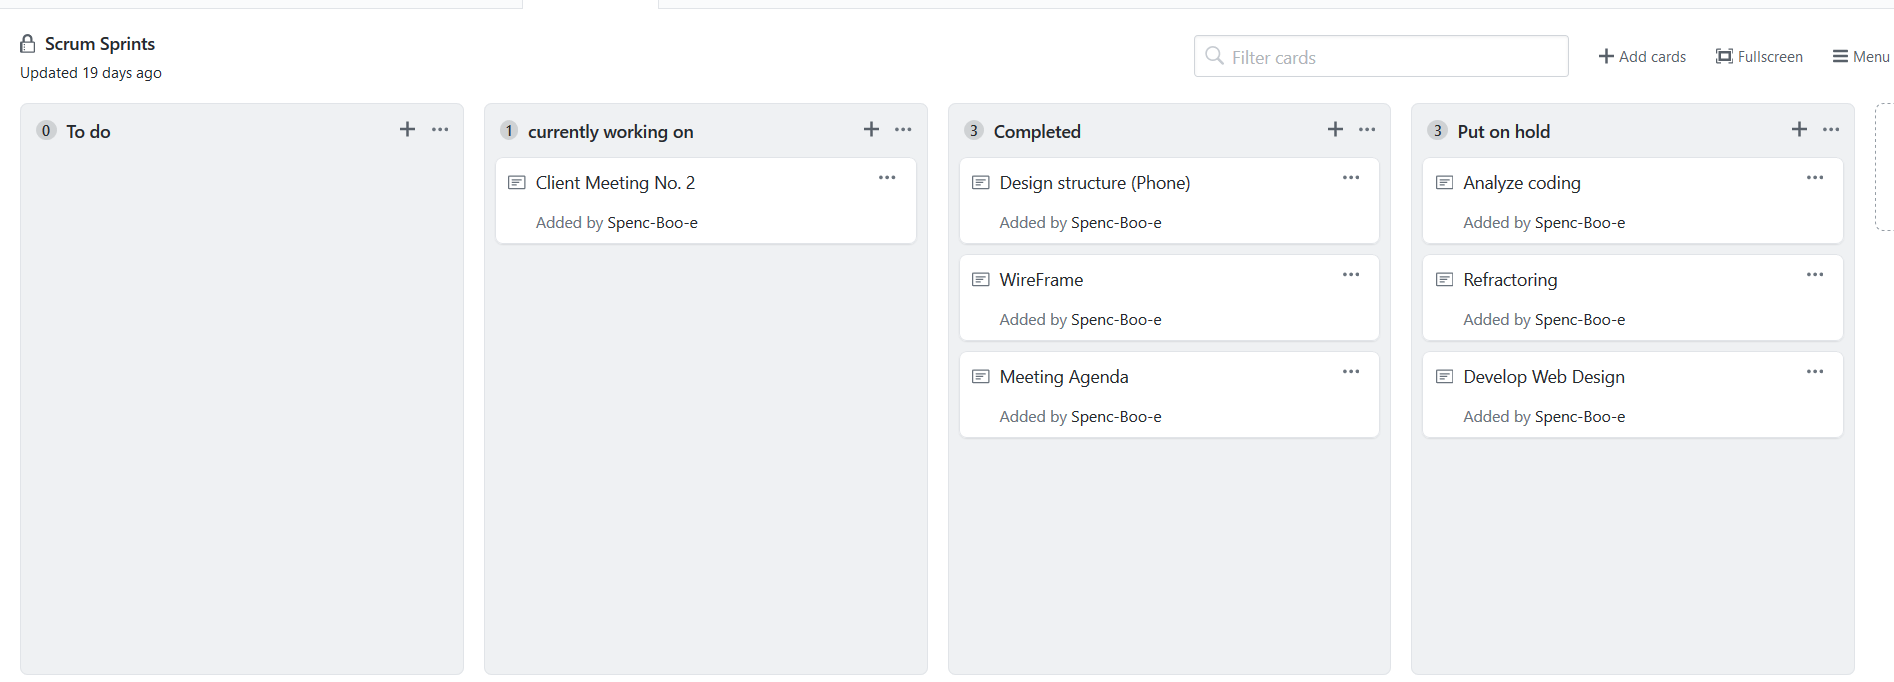 Scrum Sprints
Updated 19 days ago
Filter cards
Add cards
Fullscreen
Menu
0 To do
1 currently working on
Client Meeting No. 2
Added by Spenc-Boo-e
3 Completed
Design structure (Phone)
Added by Spenc-Boo-e
WireFrame
Added by Spenc-Boo-e
Meeting Agenda
Added by Spenc-Boo-e
3 Put on hold
Analyze coding
Added by Spenc-Boo-e
Refractoring
Added by Spenc-Boo-e
Develop Web Design
Added by Spenc-Boo-e